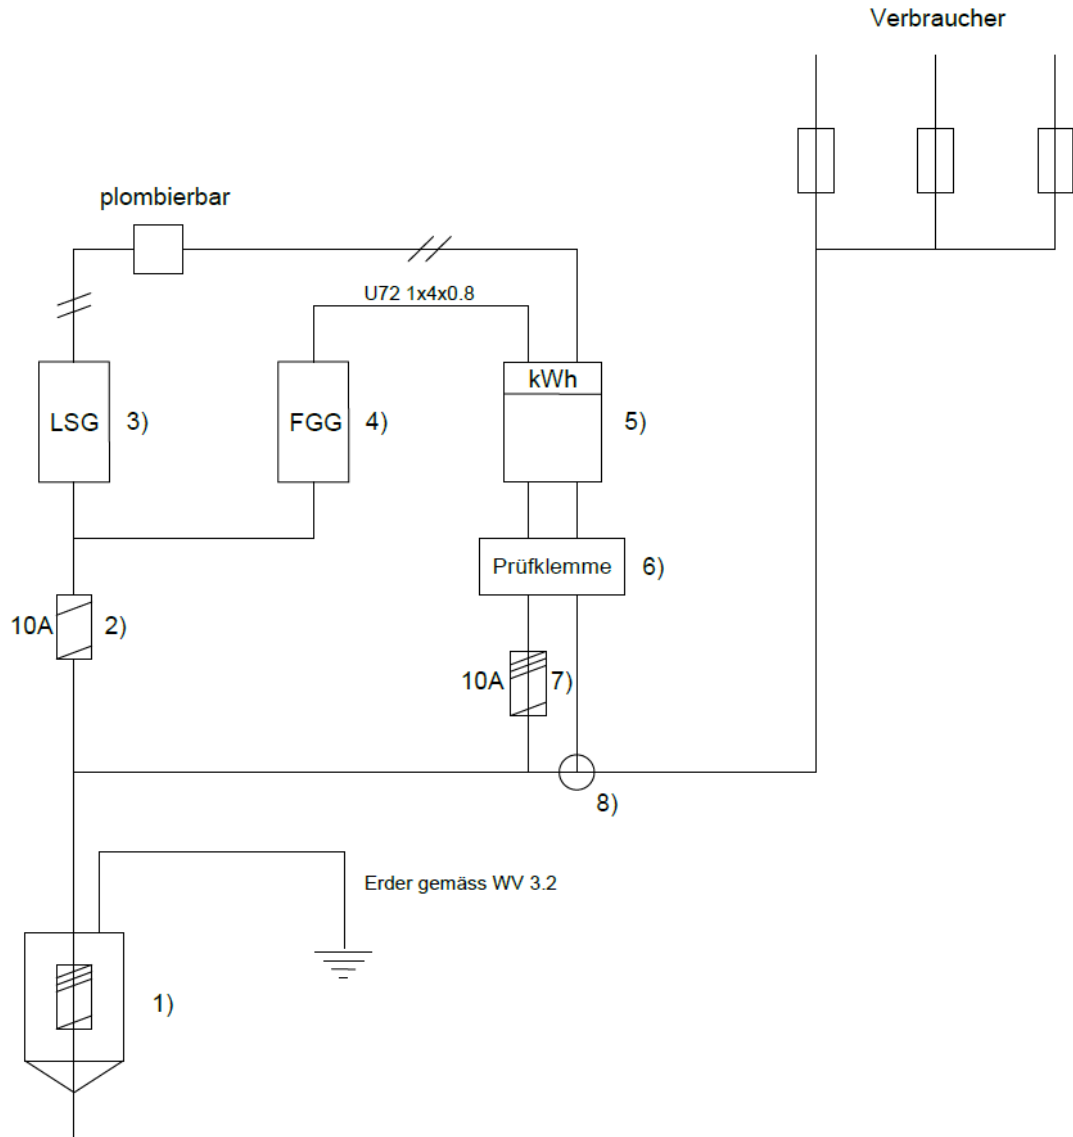 Verbraucher
plombierbar
U72 1x4x0.8
kWh
LSG
3)
FGG
4)
5)
Prüfklemme
6)
10A
2)
10A
7)
8)
Erder gemäss WV 3.2
1)